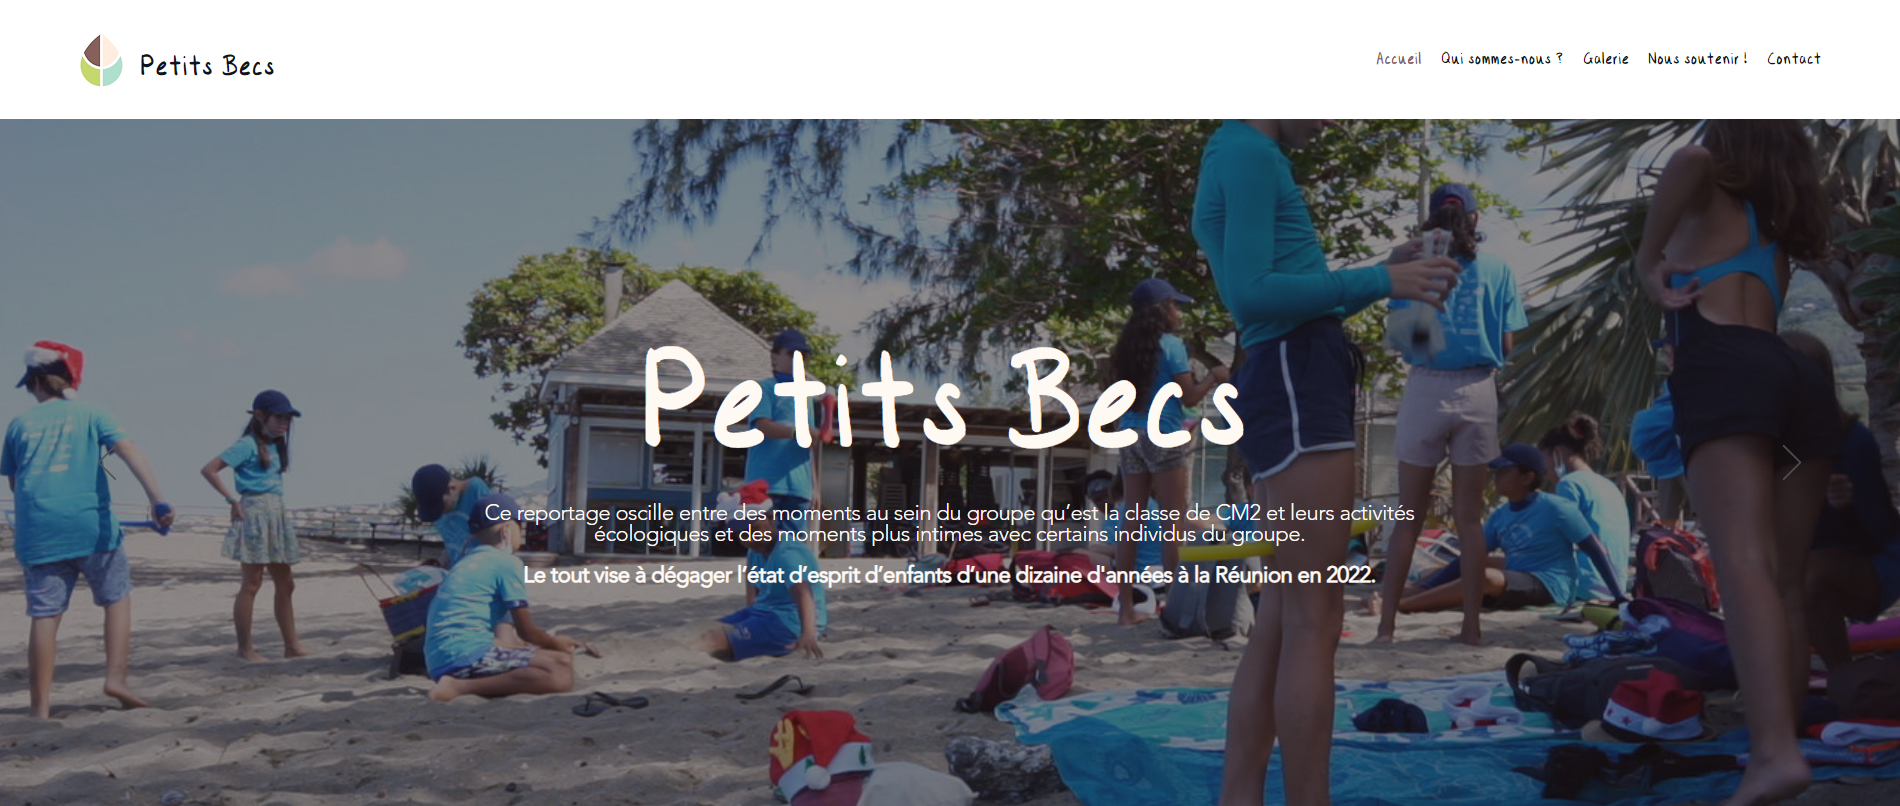 Petits Becs
Accueil Qui sommes-nous ? Galerie Nous soutenir ! Contact
Petits Becs
Ce reportage oscille entre des moments au sein du groupe qu’est la classe de CM2 et leurs activités
écologiques et des moments plus intimes avec certains individus du groupe.
Le tout vise à dégager l’état d’esprit d’enfants d’une dizaine d'années à la Réunion en 2022.